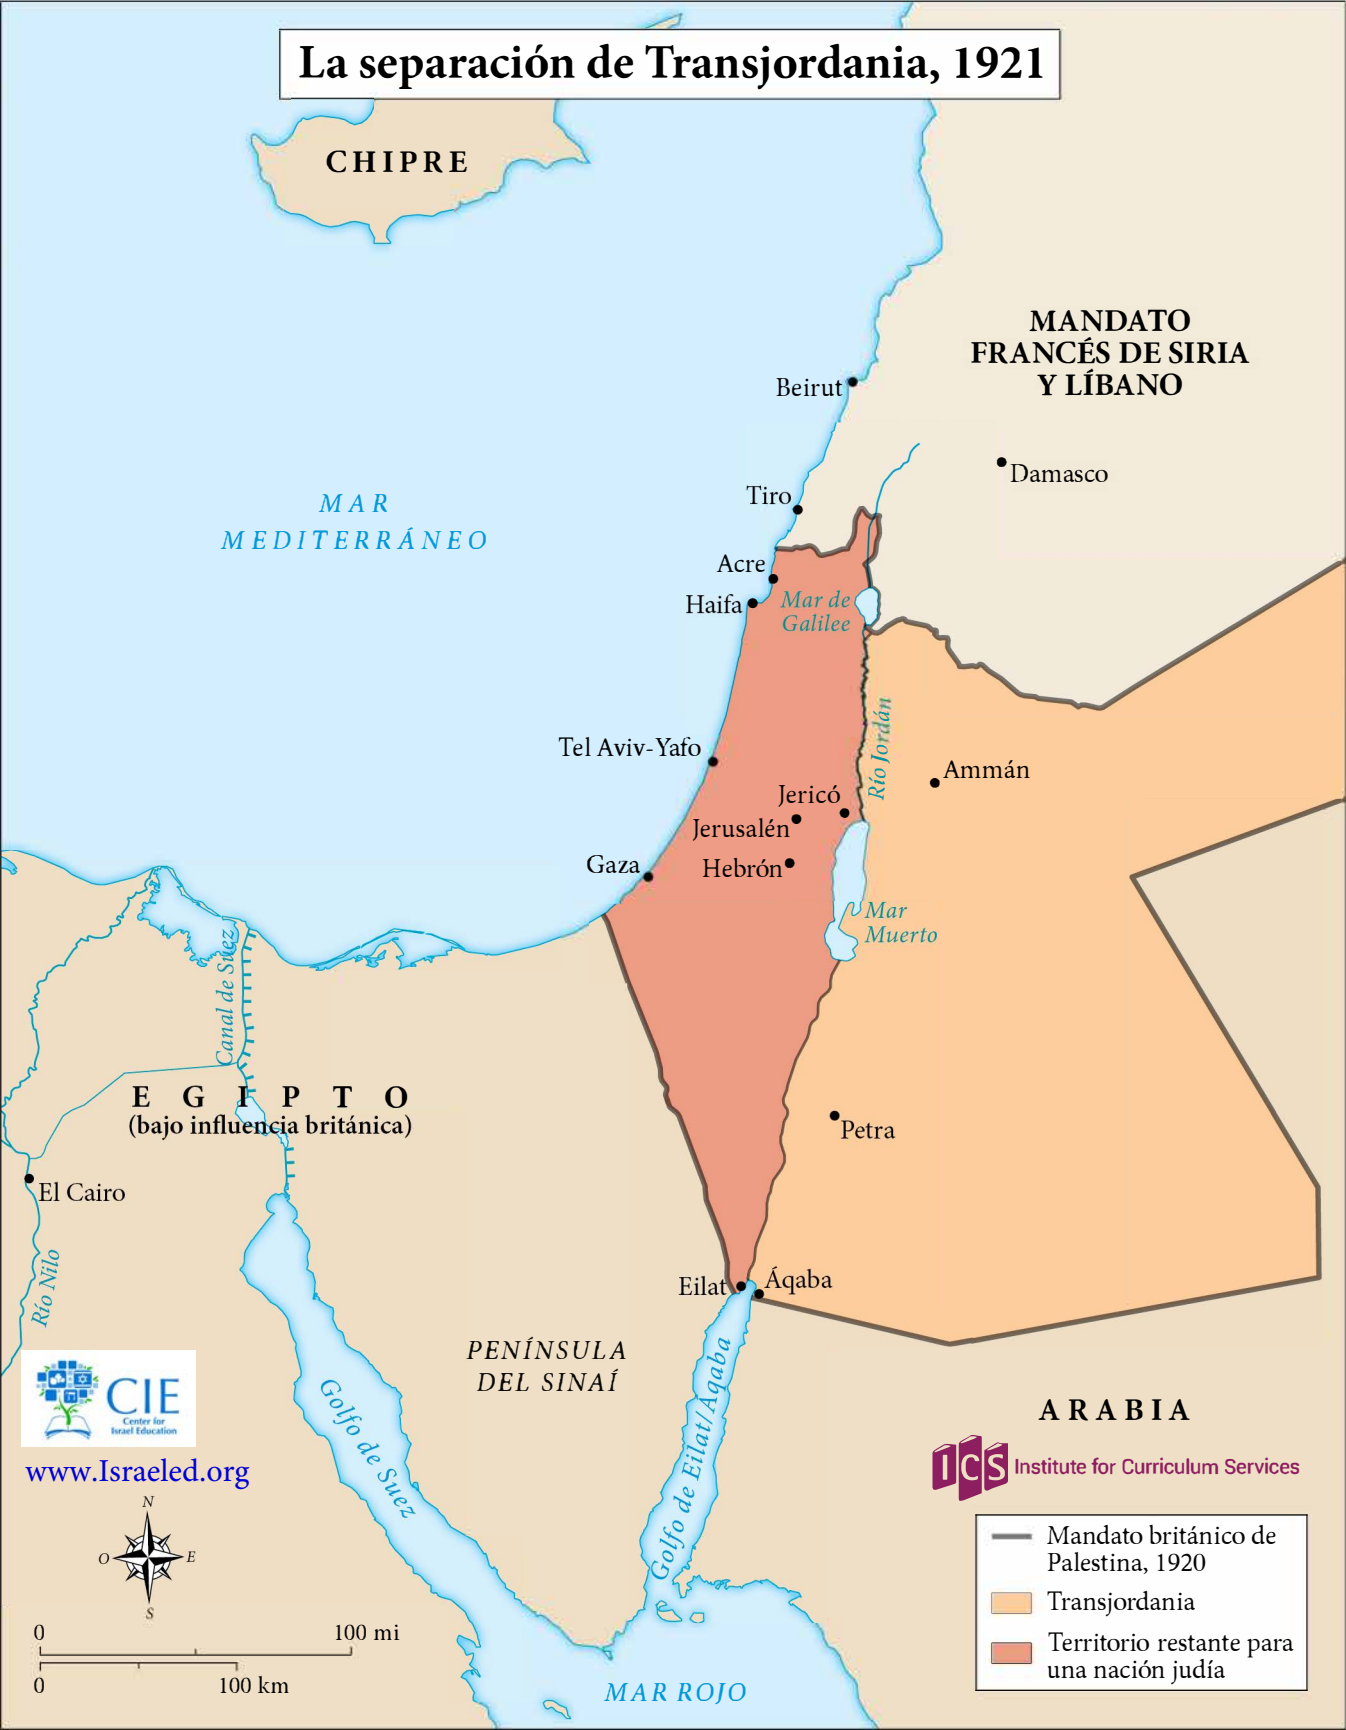 La separación de Transjordania, 1921
CHIPRE
MANDATO
FRANCÉS DE SIRIA
Y LÍBANO
Beirut
Damasco
MAR
MEDITERRÁNEO
Tiro
Acre
Haifa
Mar de
Galilee
Río Jordán
Tel Aviv-Yafo
Ammán
Jericó
Jerusalén
Gaza
Hebrón
Mar
Muerto
Canal de Suez
EGIPTO
(bajo influencia británica)
Petra
El Cairo
Río Nilo
Eilat
Áqaba
PENÍNSULA
DEL SINAÍ
Golfo de Suez
Golfo de Eilat/Áqaba
ARABIA
CIE
Center for
Israel Education
www.Israeled.org
ICS Institute for Curriculum Services
N
O
E
S
0 100 mi
0 100 km
MAR ROJO
Mandato británico de
Palestina, 1920
Transjordania
Territorio restante para
una nación judía